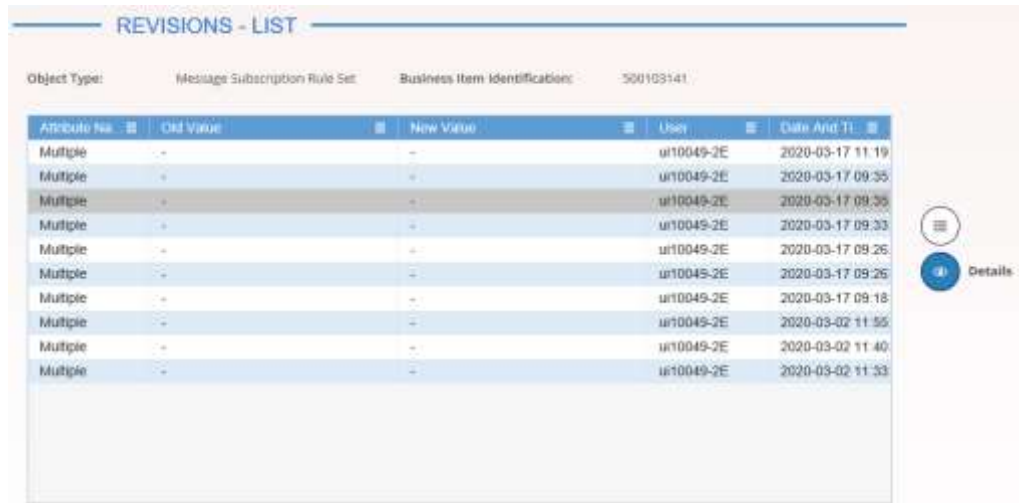 REVISIONS - LIST
Object Type: Message Subscription Rule Set Business Item Identification: 500103141
Attribute Na Old Value New Value User Date And Ti
Multiple - - ui10049-2E 2020-03-17 11:19
Multiple - - ui10049-2E 2020-03-17 09:35
Multiple - - ui10049-2E 2020-03-17 09:35
Multiple - - ui10049-2E 2020-03-17 09:33
Multiple - - ui10049-2E 2020-03-17 09:26
Multiple - - ui10049-2E 2020-03-17 09:26
Multiple - - ui10049-2E 2020-03-17 09:18
Multiple - - ui10049-2E 2020-03-02 11:55
Multiple - - ui10049-2E 2020-03-02 11:40
Multiple - - ui10049-2E 2020-03-02 11:33
Details